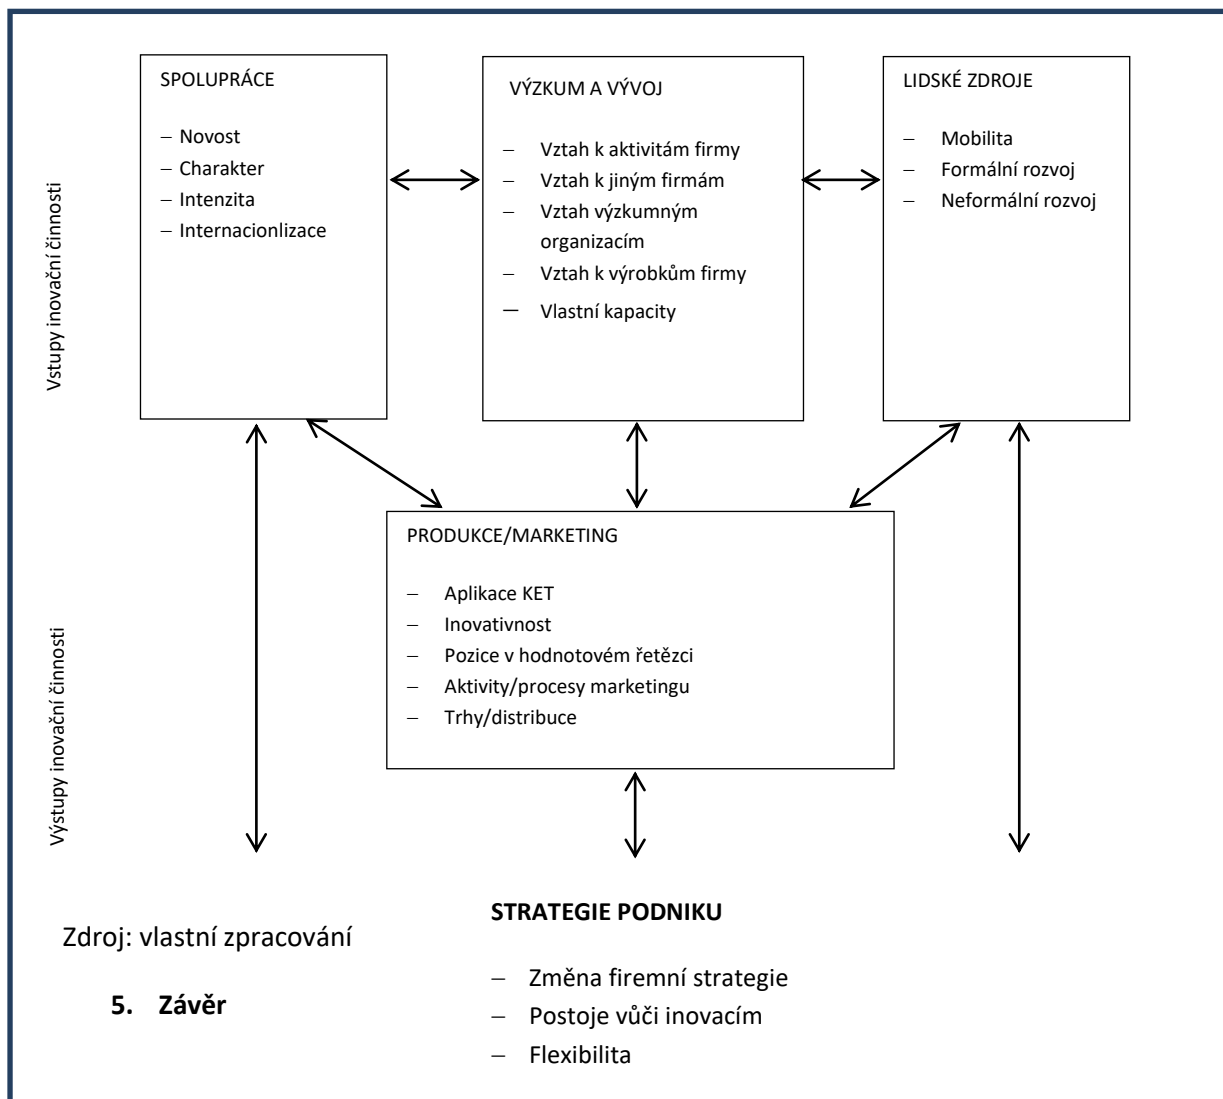 Vstupy inovační činnosti
SPOLUPRÁCE
– Novost
– Charakter
– Intenzita
– Internacionlizace
VÝZKUM A VÝVOJ
– Vztah k aktivitám firmy
– Vztah k jiným firmám
– Vztah výzkumným
organizacím
– Vztah k výrobkům firmy
– Vlastní kapacity
LIDSKÉ ZDROJE
– Mobilita
– Formální rozvoj
– Neformální rozvoj
Výstupy inovační činnosti
PRODUKCE/MARKETING
– Aplikace KET
– Inovativnost
– Pozice v hodnotovém řetězci
– Aktivity/procesy marketingu
– Trhy/distribuce
STRATEGIE PODNIKU
– Změna firemní strategie
– Postoje vůči inovacím
– Flexibilita
Zdroj: vlastní zpracování
5. Závěr